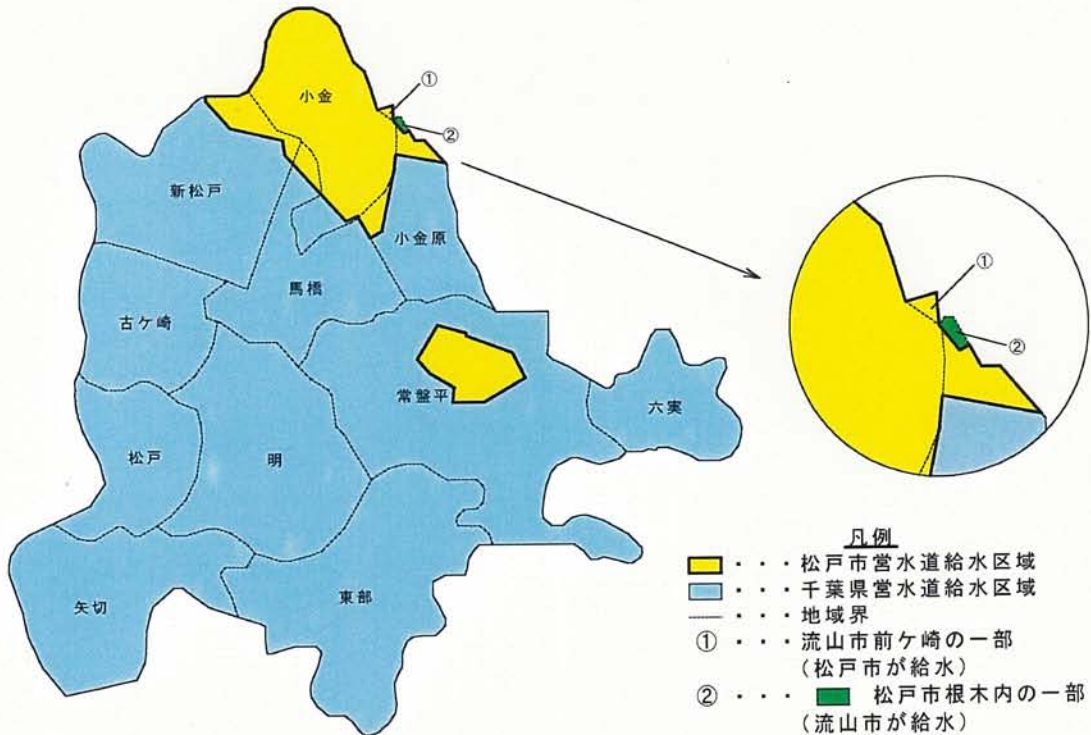 小金
①
②
新松戸
小金原
①
馬橋
古ケ崎
②
常盤平
六実
松戸
明
矢切
東部
凡例
・・・松戸市営水道給水区域
・・・千葉県営水道給水区域
・・・地域界
① ・・・流山市前ケ崎の一部
(松戸市が給水)
② ・・・ 松戸市根木内の一部
(流山市が給水)